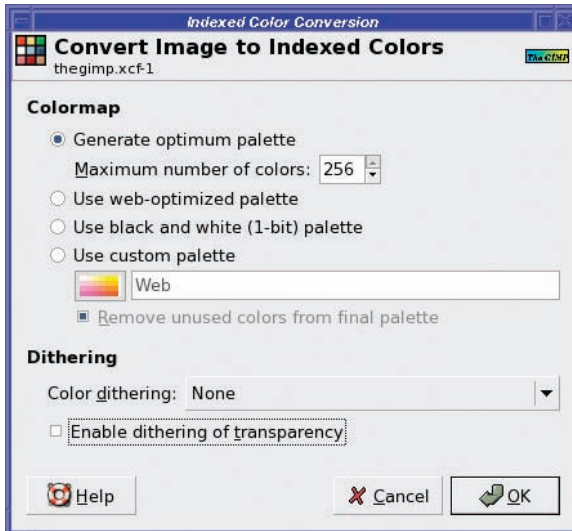 Indexed Color Conversion
Convert Image to Indexed Colors
thegimp.xcf-1
The GIMP
Colormap
Generate optimum palette
Maximum number of colors: 256
Use web-optimized palette
Use black and white (1-bit) palette
Use custom palette
Web
Remove unused colors from final palette
Dithering
Color dithering: None
Enable dithering of transparency
Help
Cancel
OK